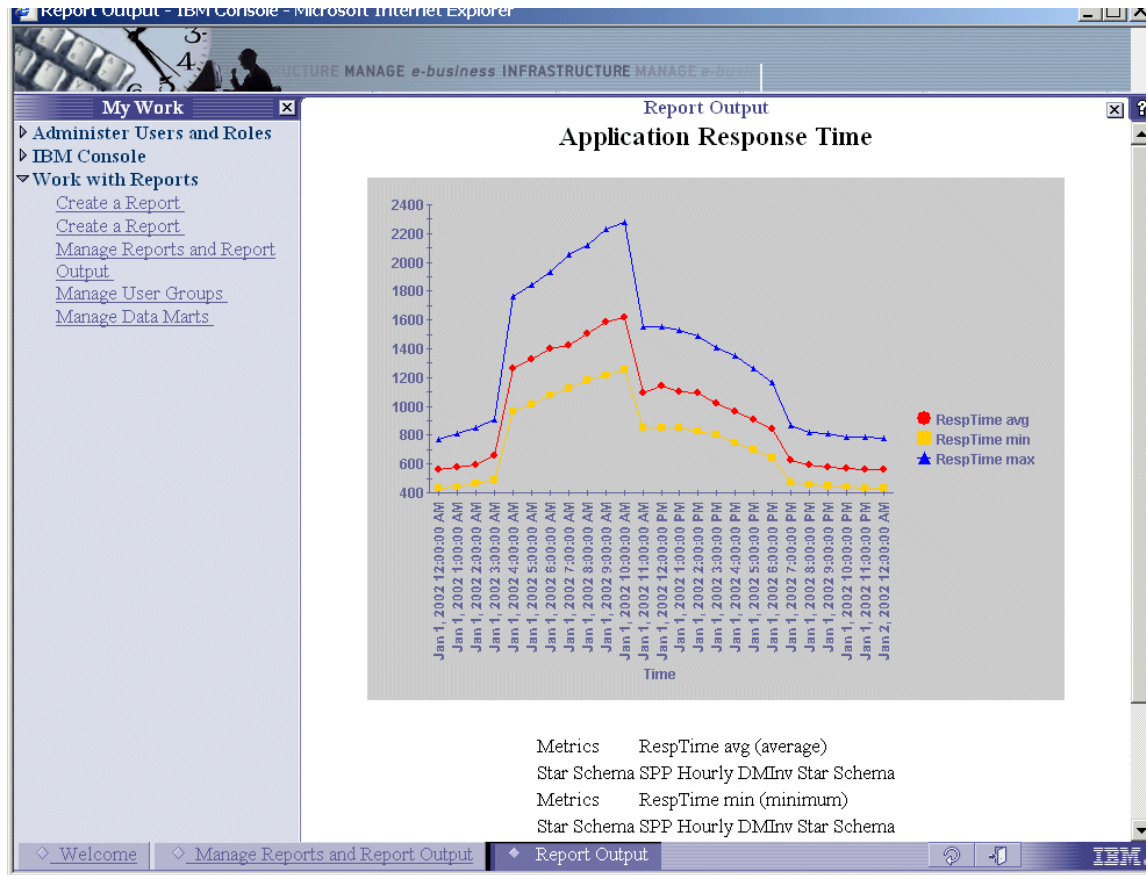 Report Output - IBM Console - Microsoft Internet Explorer
3
4
5
6
UCTURE MANAGE e-business INFRASTRUCTURE MANAGE e-busin
My Work
Administer Users and Roles
IBM Console
Work with Reports
Create a Report
Create a Report
Manage Reports and Report
Output
Manage User Groups
Manage Data Marts
Report Output
?
Application Response Time
2400
2200
2000
1800
1600
1400
1200
1000
800
600
400
Jan 1, 2002 12:00:00 AM
Jan 1, 2002 1:00:00 AM
Jan 1, 2002 2:00:00 AM
Jan 1, 2002 3:00:00 AM
Jan 1, 2002 4:00:00 AM
Jan 1, 2002 5:00:00 AM
Jan 1, 2002 6:00:00 AM
Jan 1, 2002 7:00:00 AM
Jan 1, 2002 8:00:00 AM
Jan 1, 2002 9:00:00 AM
Jan 1, 2002 10:00:00 AM
Jan 1, 2002 11:00:00 AM
Jan 1, 2002 12:00:00 PM
Jan 1, 2002 1:00:00 PM
Jan 1, 2002 2:00:00 PM
Jan 1, 2002 3:00:00 PM
Jan 1, 2002 4:00:00 PM
Jan 1, 2002 5:00:00 PM
Jan 1, 2002 6:00:00 PM
Jan 1, 2002 7:00:00 PM
Jan 1, 2002 8:00:00 PM
Jan 1, 2002 9:00:00 PM
Jan 1, 2002 10:00:00 PM
Jan 1, 2002 11:00:00 PM
Jan 2, 2002 12:00:00 AM
Time
RespTime avg
RespTime min
RespTime max
Metrics RespTime avg (average)
Star Schema SPP Hourly DMInv Star Schema
Metrics RespTime min (minimum)
Star Schema SPP Hourly DMInv Star Schema
Welcome
Manage Reports and Report Output
Report Output
IBM.